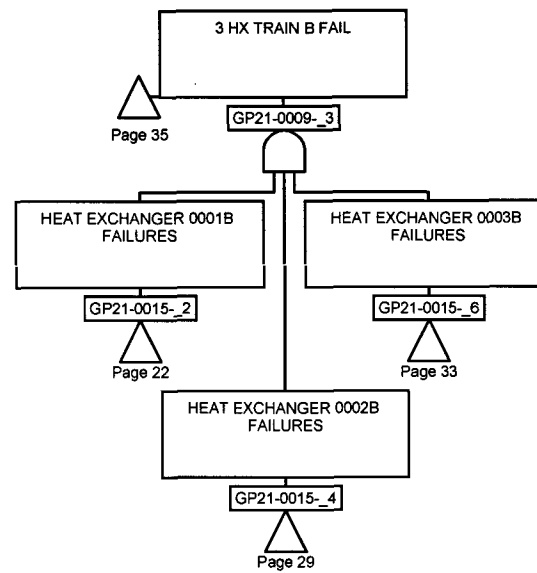 3 HX TRAIN B FAIL
Page 35
GP21-0009-_3
HEAT EXCHANGER 0001B
FAILURES
GP21-0015-_2
Page 22
HEAT EXCHANGER 0003B
FAILURES
GP21-0015-_6
Page 33
HEAT EXCHANGER 0002B
FAILURES
GP21-0015-_4
Page 29